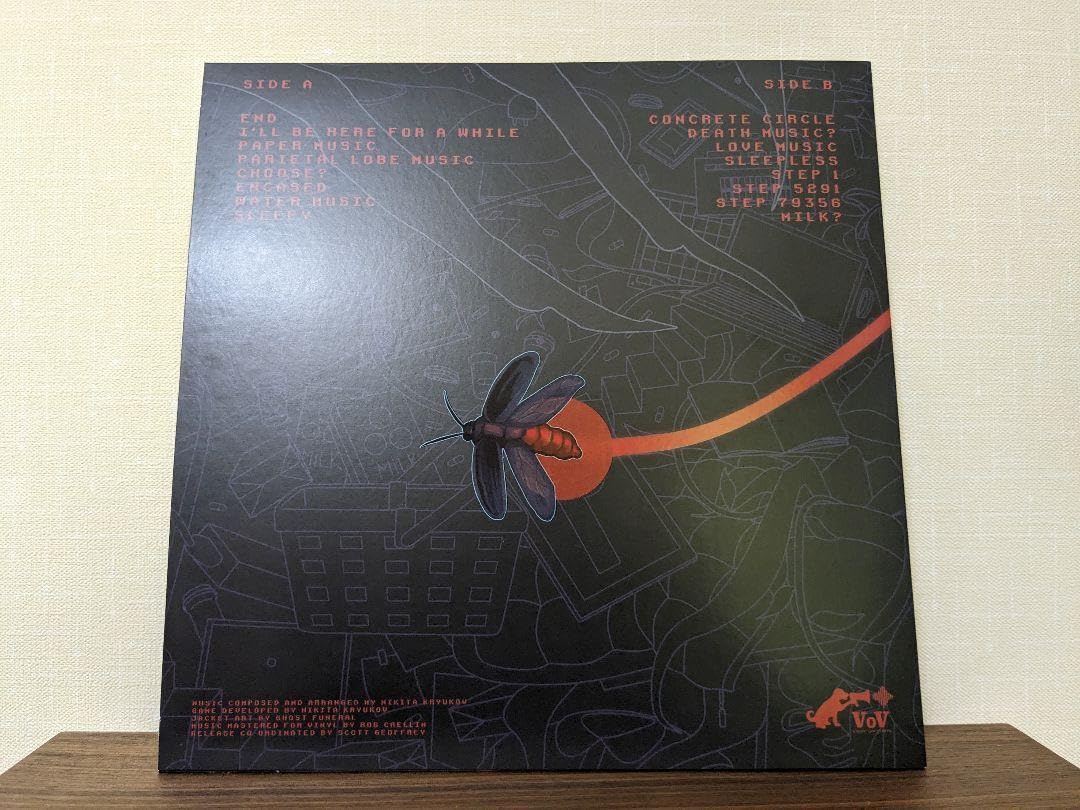 SIDE A
END
I'LL BE HERE FOR A WHILE
PAPER MUSIC
PARIETAL LOBE MUSIC
CHOOSE?
ENCASED
WATER MUSIC
SLEEPY
SIDE B
CONCRETE CIRCLE
DEATH MUSIC?
LOVE MUSIC
SLEEPLESS
STEP 1
STEP 5291
STEP 79356
MILK?
MILK
MUSIC COMPOSED AND ARRANGED BY NIKITA KRYUKOV
GAME DEVELOPED BY NIKITA KRYUKOV
JACKET ART BY GHOST FUNERAL
MUSIC MASTERED FOR VINYL BY ROB CRELLIN
RELEASE CO-ORDINATED BY SCOTT GEOFFREY
VOV